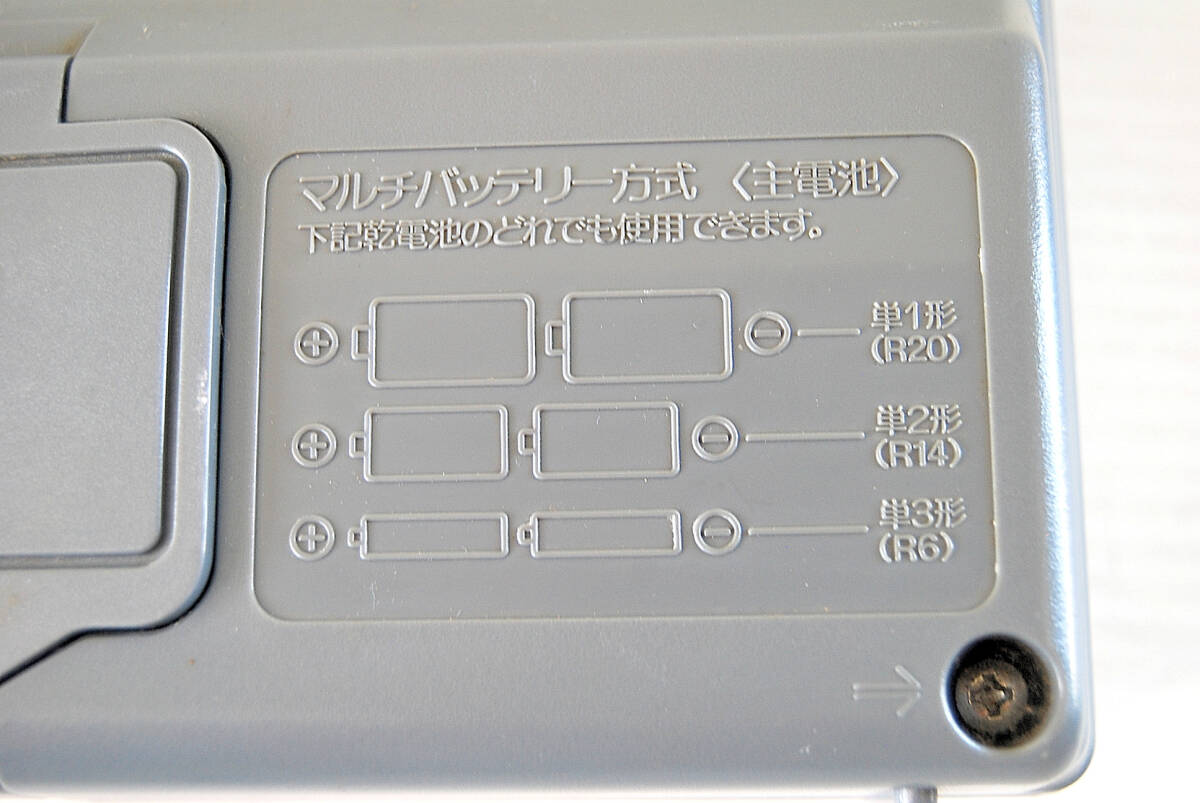 マルチバッテリー方式 〈主電池〉
下記乾電池のどれでも使用できます。
単1形
(R20)
単2形
(R14)
単3形
(R6)